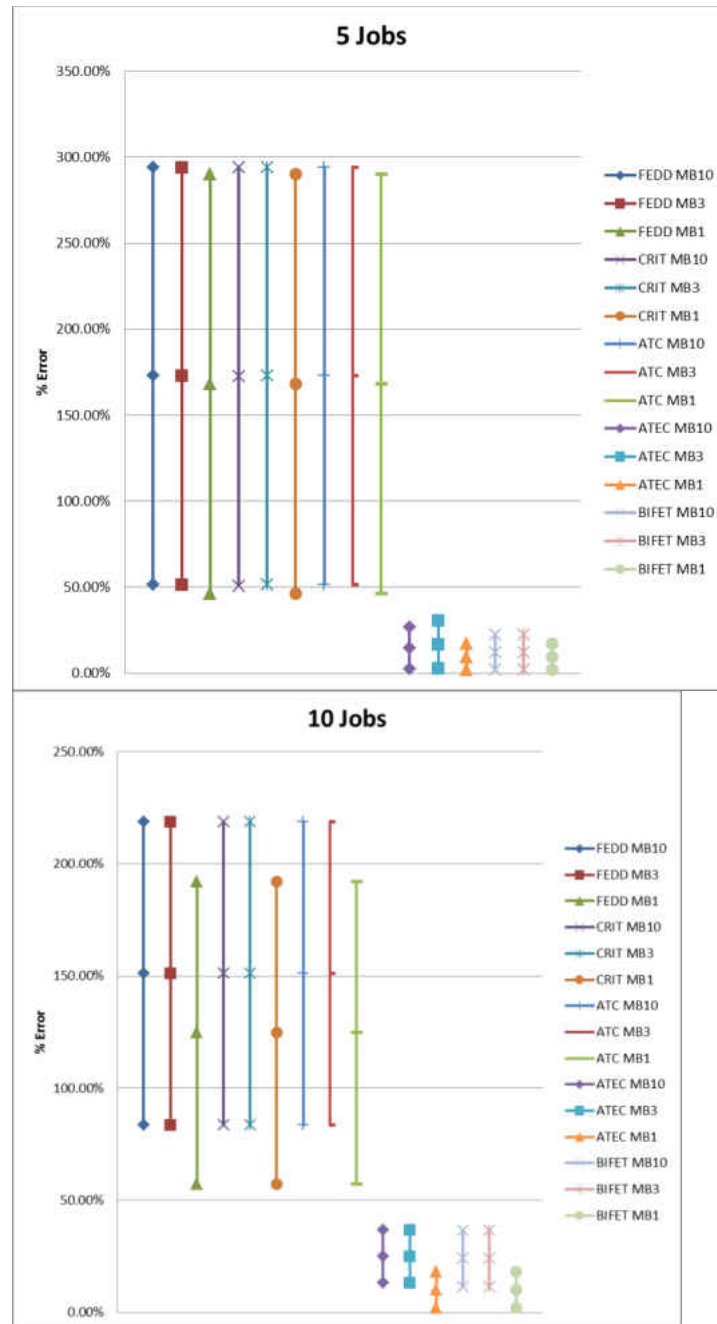 5 Jobs
350.00%
300.00%
250.00%
200.00%
150.00%
100.00%
50.00%
0.00%
% Error
FEDD MB10
FEDD MB3
FEDD MB1
CRIT MB10
CRIT MB3
CRIT MB1
ATC MB10
ATC MB3
ATC MB1
ATEC MB10
ATEC MB3
ATEC MB1
BIFET MB10
BIFET MB3
BIFET MB1
10 Jobs
250.00%
200.00%
150.00%
100.00%
50.00%
0.00%
% Error
FEDD MB10
FEDD MB3
FEDD MB1
CRIT MB10
CRIT MB3
CRIT MB1
ATC MB10
ATC MB3
ATC MB1
ATEC MB10
ATEC MB3
ATEC MB1
BIFET MB10
BIFET MB3
BIFET MB1